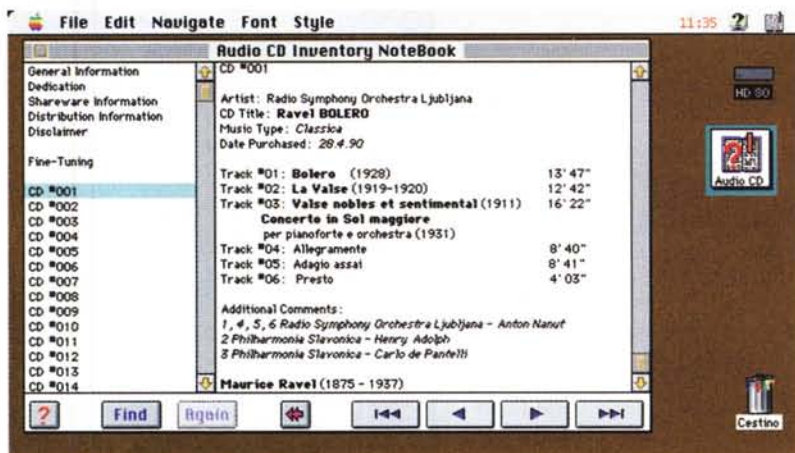 File Edit Navigate Font Style
11:35
Audio CD Inventory NoteBook
General Information
Dedication
Shareware Information
Distribution Information
Disclaimer
Fine-Tuning
CD #001
CD #002
CD #003
CD #004
CD #005
CD #006
CD #007
CD #008
CD #009
CD #010
CD #011
CD #012
CD #013
CD #014
CD #001
Artist: Radio Symphony Orchestra Ljubljana
CD Title: Ravel BOLERO
Music Type: Classica
Date Purchased: 28.4.90
Track #01: Bolero (1928) 13'47"
Track #02: La Valse (1919-1920) 12'42"
Track #03: Valse nobles et sentimental (1911) 16'22"
Concerto in Sol maggiore
per pianoforte e orchestra (1931)
Track #04: Allegramente 8'40"
Track #05: Adagio assai 8'41"
Track #06: Presto 4'03"
Additional Comments:
1, 4, 5, 6 Radio Symphony Orchestra Ljubljana - Anton Nanut
2 Philharmonia Slavonica - Henry Adolph
3 Philharmonia Slavonica - Carlo de Pantelli
Maurice Ravel (1875 - 1937)
? Find Again
HD 80
Audio CD
Cestino